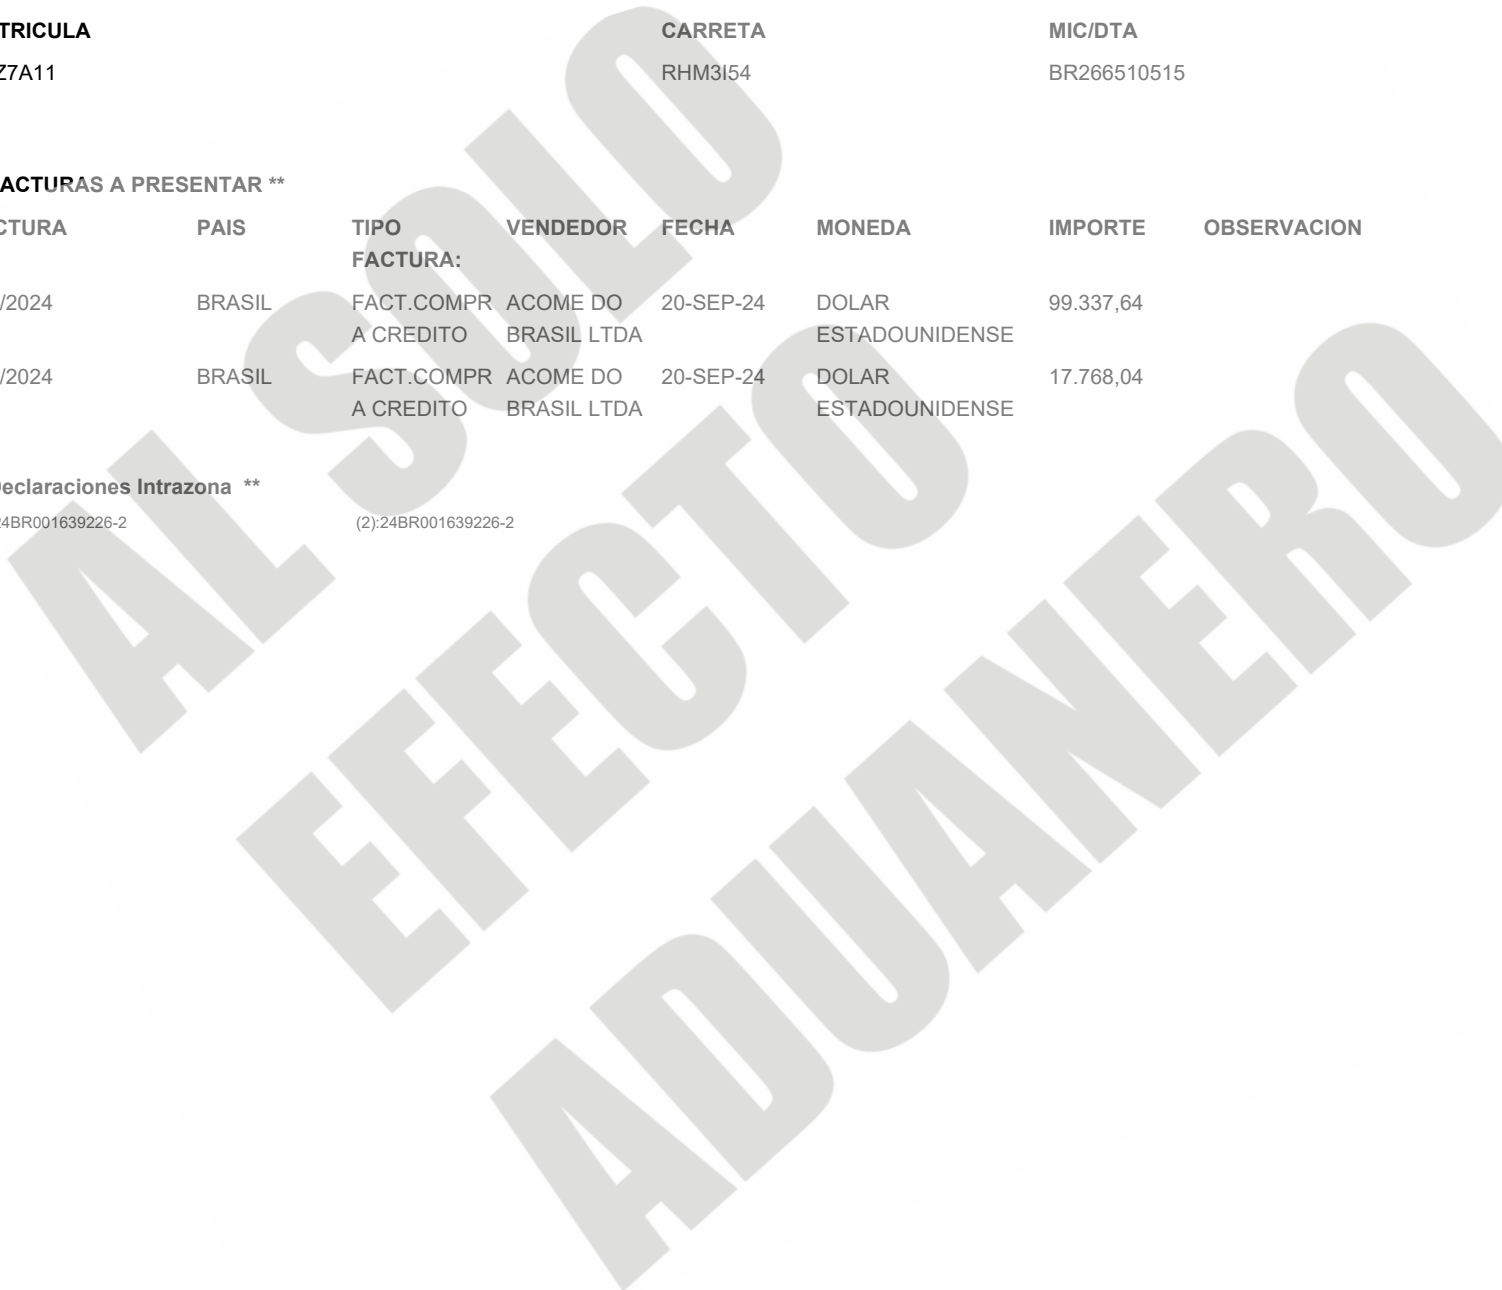 TRICULA CARRETA MIC/DTA
Z7A11 RHM3I54 BR266510515
ACTURAS A PRESENTAR **
CTURA PAIS TIPO VENDEDOR FECHA MONEDA IMPORTE OBSERVACION
FACTURA:
/2024 BRASIL FACT.COMPR ACOME DO 20-SEP-24 DOLAR 99.337,64
A CREDITO BRASIL LTDA ESTADOUNIDENSE
/2024 BRASIL FACT.COMPR ACOME DO 20-SEP-24 DOLAR 17.768,04
A CREDITO BRASIL LTDA ESTADOUNIDENSE
eclaraciones Intrazona **
24BR001639226-2 (2):24BR001639226-2
AL SOLO
EFECTO
ADUANERO